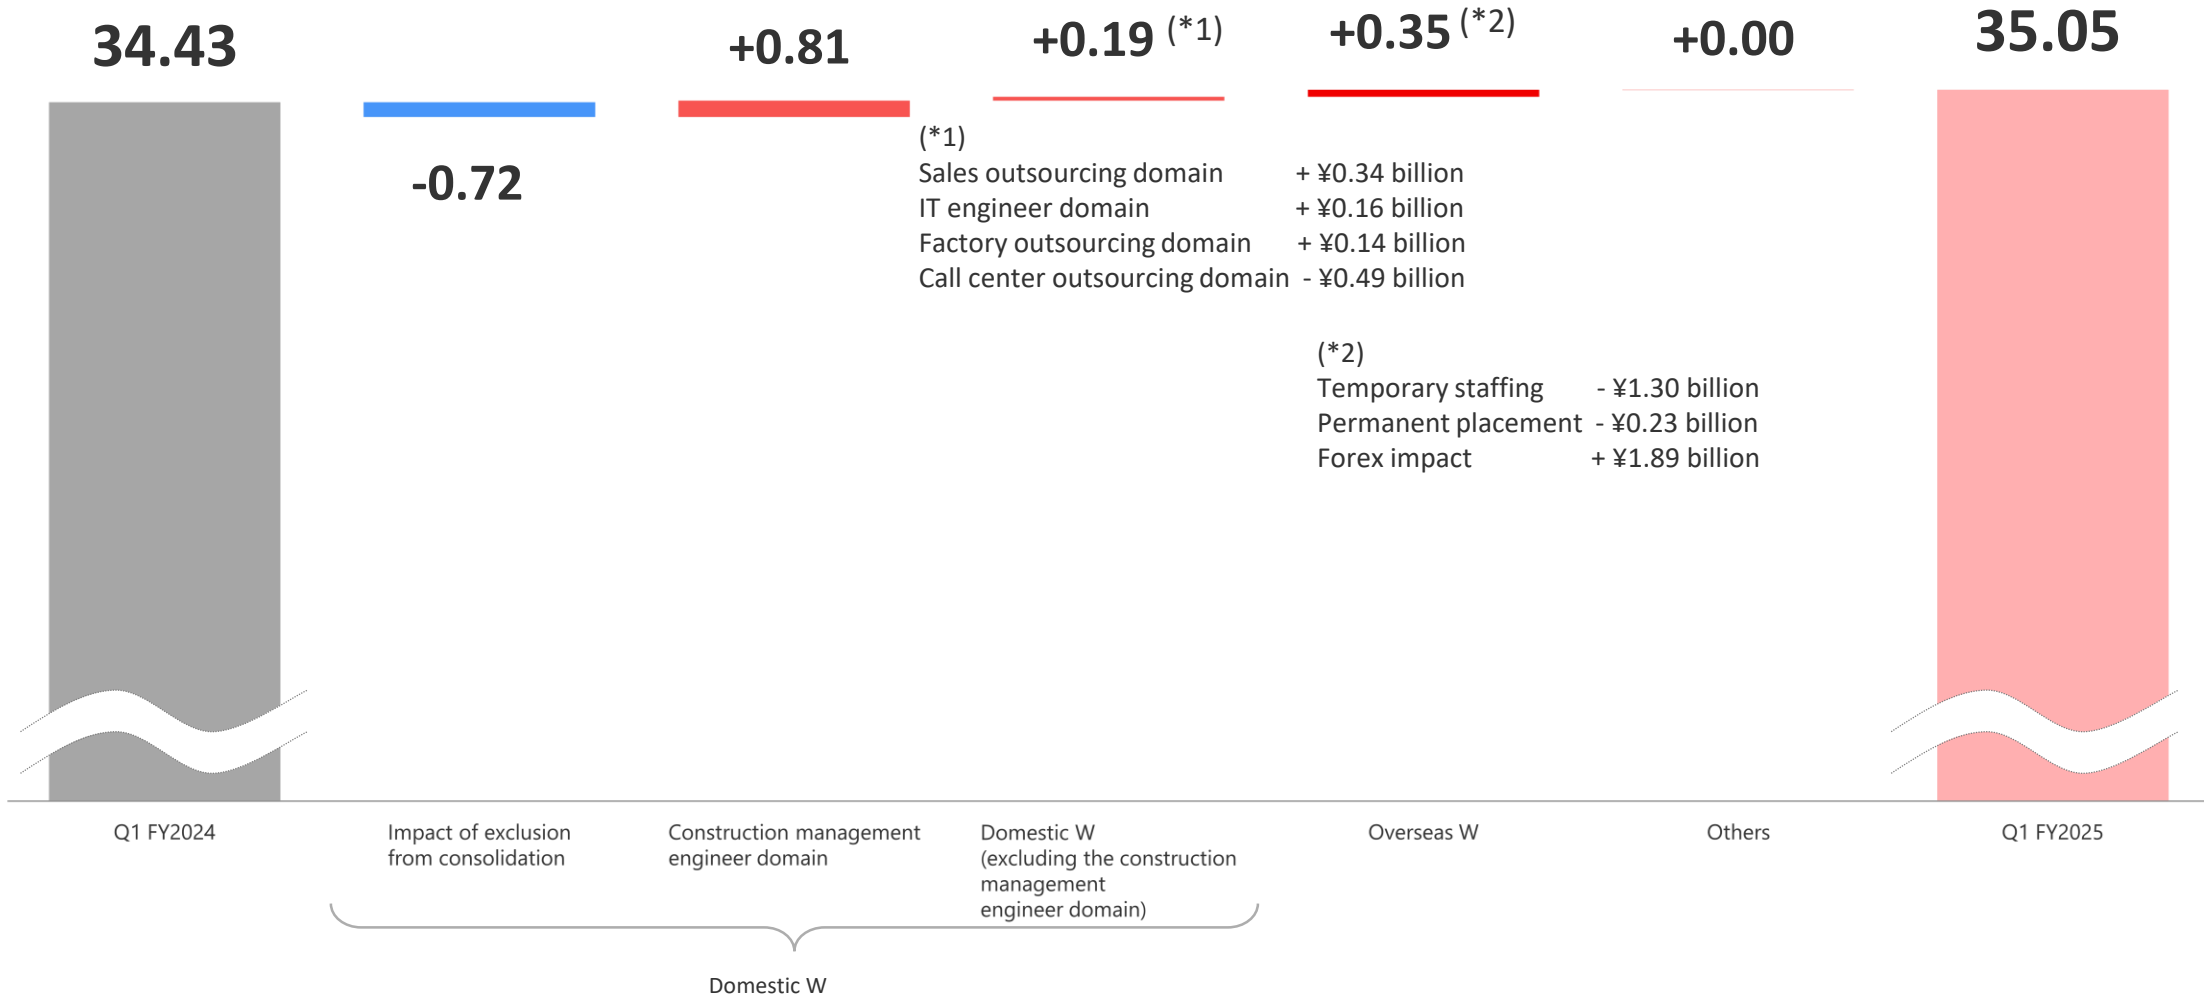 34.43
-0.72
+0.81
+0.19 (*1)
+0.35 (*2)
+0.00
35.05
(*1)
Sales outsourcing domain + ¥0.34 billion
IT engineer domain + ¥0.16 billion
Factory outsourcing domain + ¥0.14 billion
Call center outsourcing domain - ¥0.49 billion
(*2)
Temporary staffing - ¥1.30 billion
Permanent placement - ¥0.23 billion
Forex impact + ¥1.89 billion
Q1 FY2024
Impact of exclusion
from consolidation
Construction management
engineer domain
Domestic W
(excluding the construction
management
engineer domain)
Overseas W
Others
Q1 FY2025
Domestic W